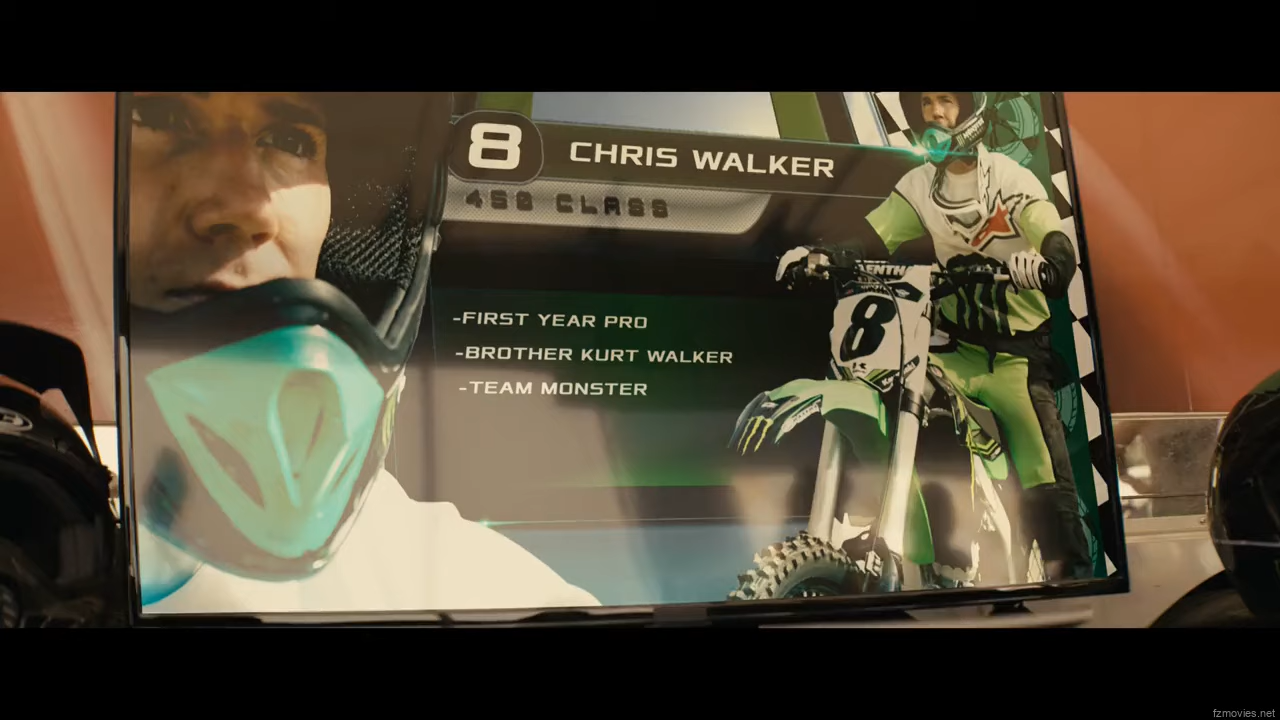 8
CHRIS WALKER
450 CLASS
-FIRST YEAR PRO
-BROTHER KURT WALKER
-TEAM MONSTER
8
fzmovies.net